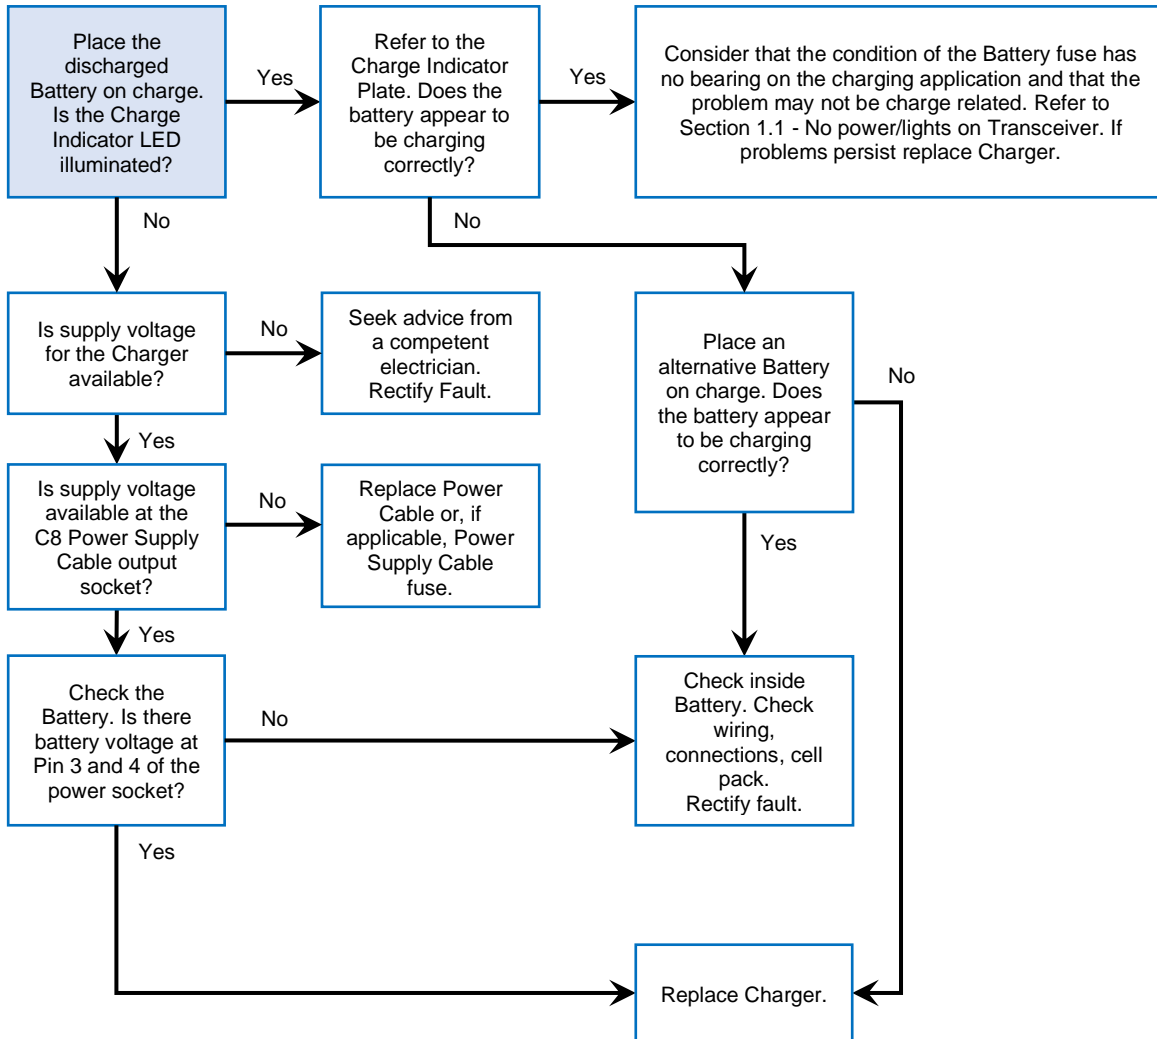 Place the
discharged
Battery on charge.
Is the Charge
Indicator LED
illuminated?
Yes
Refer to the
Charge Indicator
Plate. Does the
battery appear to
be charging
correctly?
Yes
Consider that the condition of the Battery fuse has
no bearing on the charging application and that the
problem may not be charge related. Refer to
Section 1.1 - No power/lights on Transceiver. If
problems persist replace Charger.
No
No
Is supply voltage
for the Charger
available?
No
Seek advice from
a competent
electrician.
Rectify Fault.
Place an
alternative Battery
on charge. Does
the battery appear
to be charging
correctly?
No
Yes
Is supply voltage
available at the
C8 Power Supply
Cable output
socket?
No
Replace Power
Cable or, if
applicable, Power
Supply Cable
fuse.
Yes
Yes
Check the
Battery. Is there
battery voltage at
Pin 3 and 4 of the
power socket?
No
Check inside
Battery. Check
wiring,
connections, cell
pack.
Rectify fault.
Yes
Replace Charger.